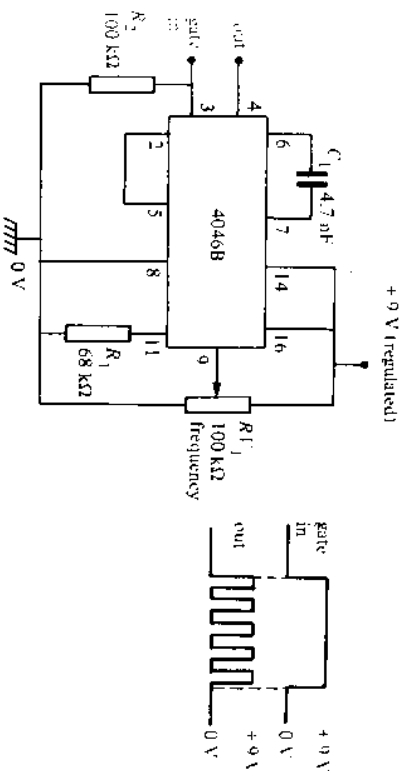 + 9 V (regulated)
C1
4.7 nF
6
7
14
16
4
out
3
gate
in
4046B
9
RV1
100 kΩ
frequency
2
5
8
11
R2
100 kΩ
R1
68 kΩ
0 V
gate
in
+ 9 V
0 V
out
+ 9 V
0 V